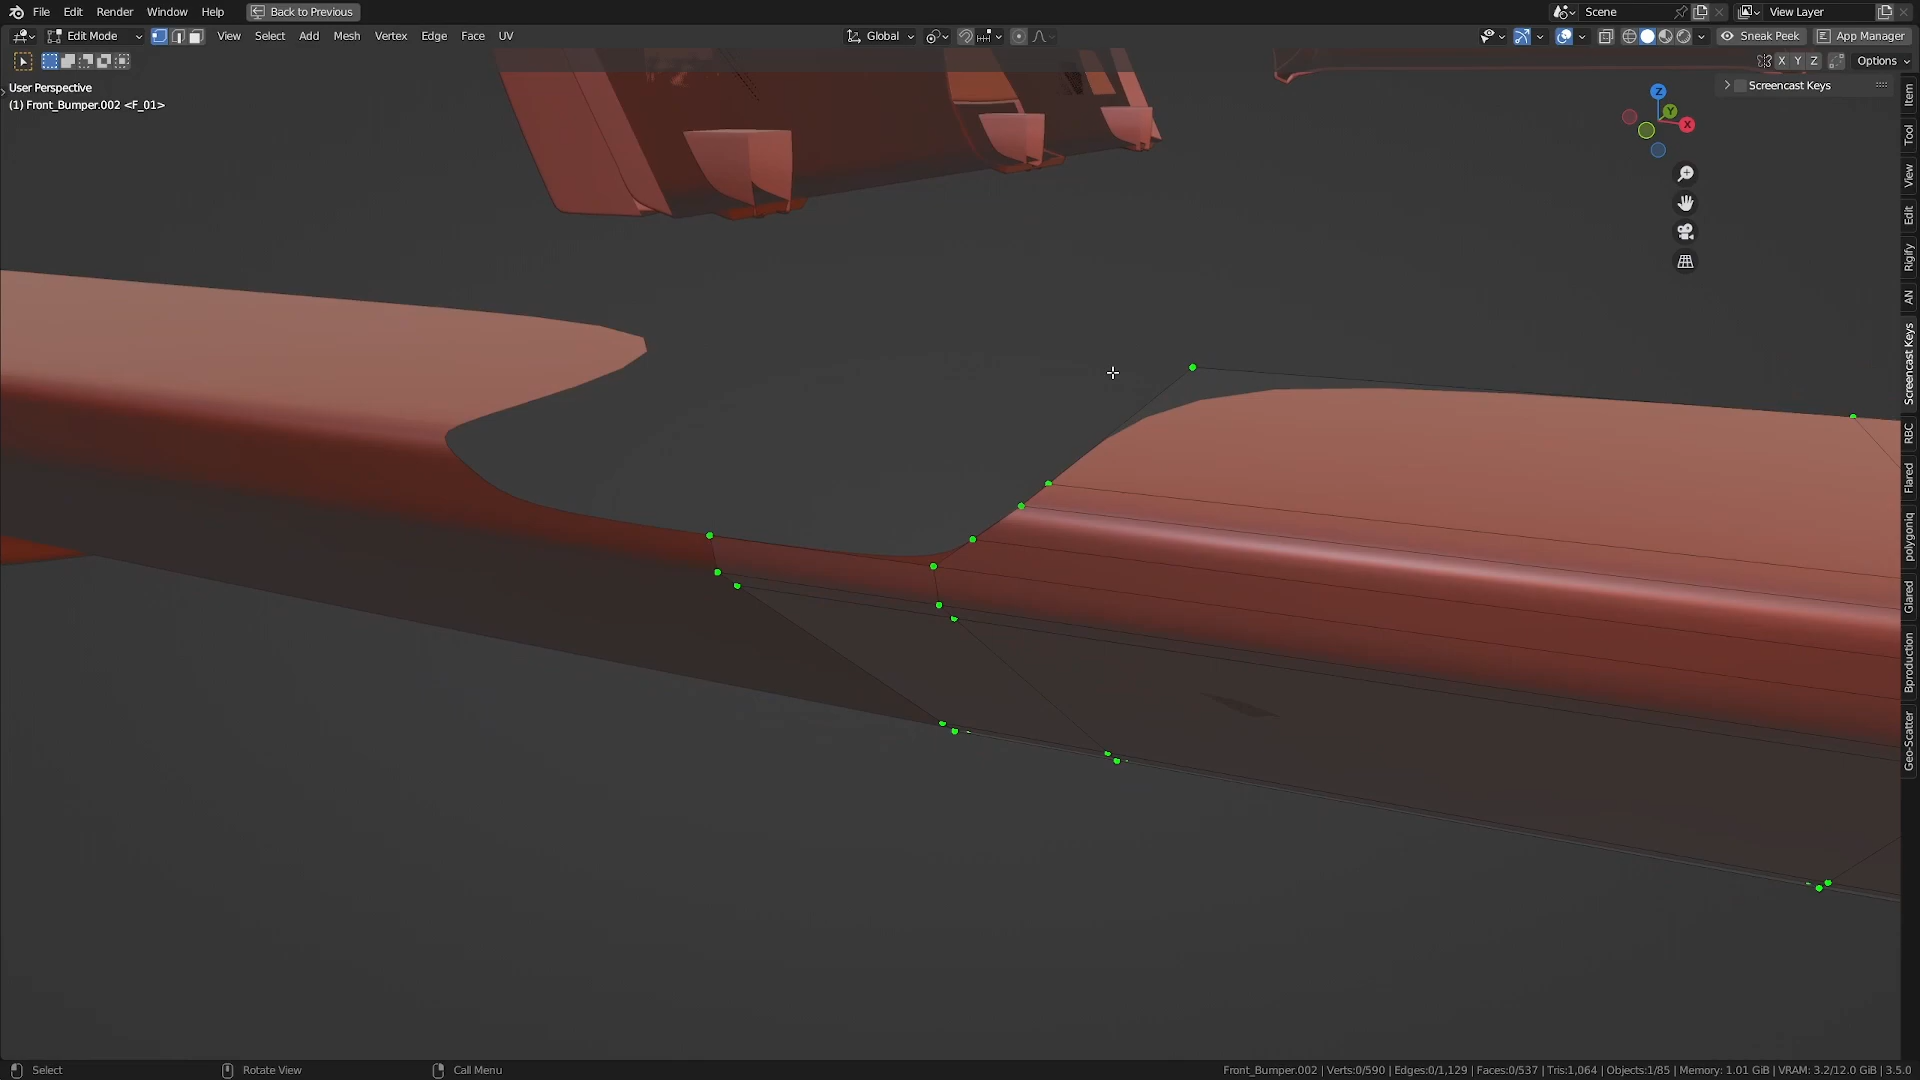 File Edit Render Window Help Back to Previous Scene View Layer
Edit Mode View Select Add Mesh Vertex Edge Face UV Global Sneak Peek App Manager
X Y Z Options
User Perspective
(1) Front_Bumper.002 <F_01>
Screencast Keys
Z
Y
X
Item
Tool
View
Edit
Rigify
AN
Screencast Keys
RBC
Flared
polygoniq
Glared
Bproduction
Geo-Scatter
Select Rotate View Call Menu Front_Bumper.002 | Verts:0/590 | Edges:0/1,129 | Faces:0/537 | Tris:1,064 | Objects:1/85 | Memory: 1.01 GiB | VRAM: 3.2/12.0 GiB | 3.5.0